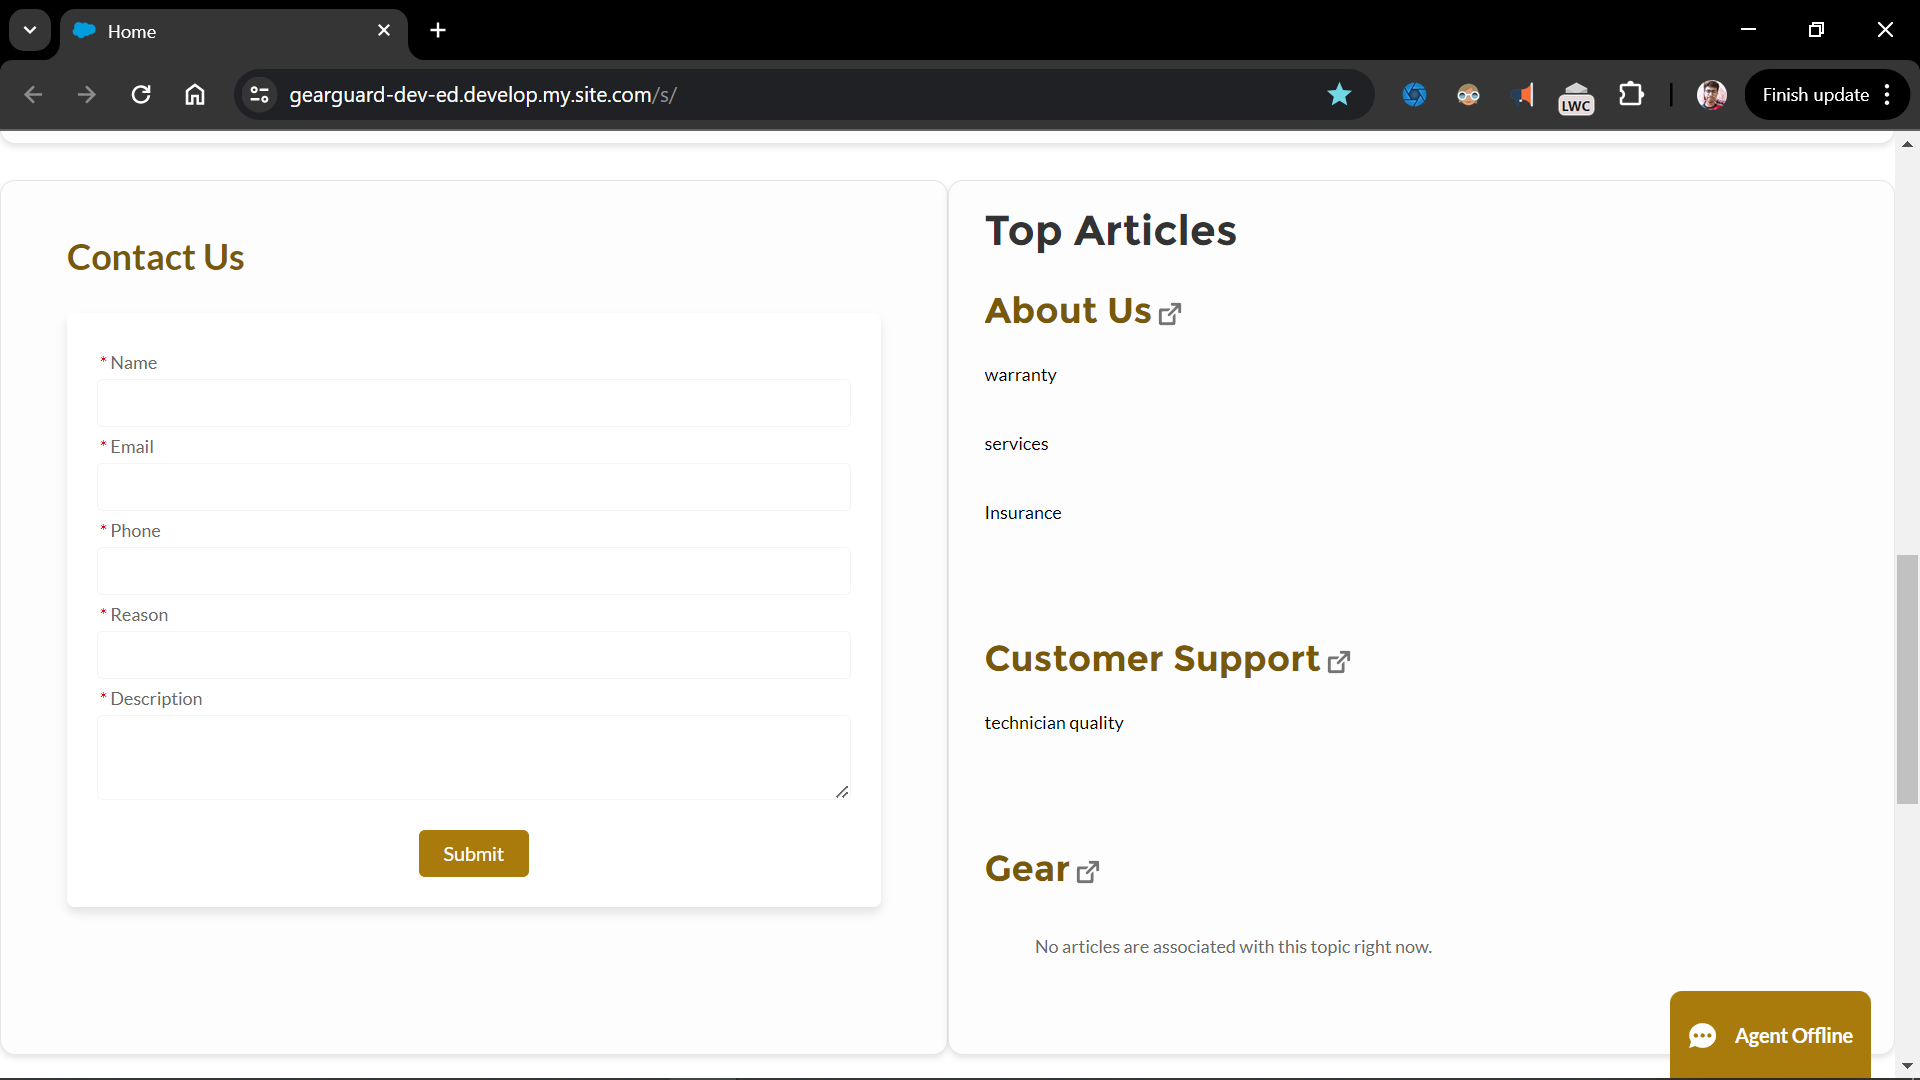 Home
gearguard-dev-ed.develop.my.site.com/s/
LWC
Finish update
Contact Us
* Name
* Email
* Phone
* Reason
* Description
Submit
Top Articles
About Us
warranty
services
Insurance
Customer Support
technician quality
Gear
No articles are associated with this topic right now.
Agent Offline